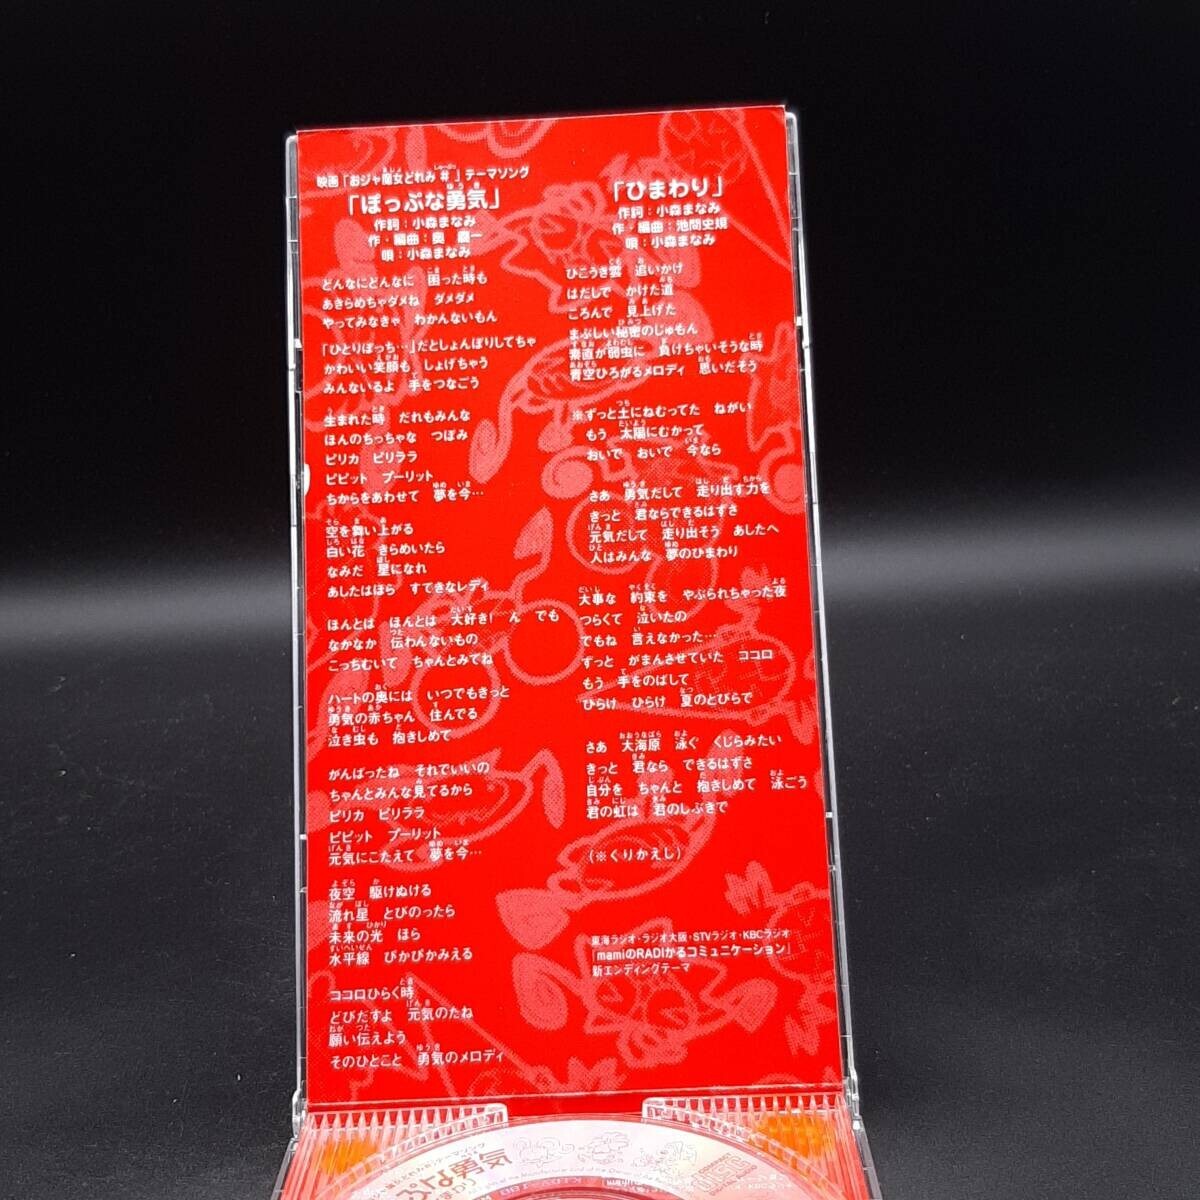 映画「おジャ魔女どれみ#」テーマソング
「ぽっぷな勇気」
作詞：小森まなみ
作・編曲：奥 慶一
唄：小森まなみ
どんなにどんなに 困った時も
あきらめちゃダメね ダメダメ
やってみなきゃ わかんないもん
「ひとりぼっち…」だとしょんぼりしてちゃ
かわいい笑顔も しょげちゃう
みんないるよ 手をつなごう
生まれた時 だれもみんな
ほんのちっちゃな つぼみ
ピリカ ピリララ
ピピット プーリット
ちからをあわせて 夢を今…
空を舞い上がる
白い花 きらめいたら
なみだ 星になれ
あしたはほら すてきなレディ
ほんとは ほんとは 大好き! ん でも
なかなか 伝わんないもの
こっちむいて ちゃんとみてね
ハートの奥には いつでもきっと
勇気の赤ちゃん 住んでる
泣き虫も 抱きしめて
がんばったね それでいいの
ちゃんとみんな見てるから
ピリカ ピリララ
ピピット プーリット
元気にこたえて 夢を今…
夜空 駆けぬける
流れ星 とびのったら
未来の光 ほら
水平線 ぴかぴかみえる
ココロひらく時
とびだすよ 元気のたね
願い伝えよう
そのひとこと 勇気のメロディ
「ひまわり」
作詞：小森まなみ
作・編曲：池間史規
唄：小森まなみ
ひこうき雲 追いかけ
はだしで かけた道
ころんで 見上げた
まぶしい秘密のじゅもん
素直が弱虫に 負けちゃいそうな時
青空ひろがるメロディ 思いだそう
※ずっと土にねむってた ねがい
もう 太陽にむかって
おいで おいで 今なら
さあ 勇気だして 走り出す力を
きっと 君ならできるはずさ
元気だして 走り出そう あしたへ
人はみんな 夢のひまわり
大事な 約束を やぶられちゃった夜
つらくて 泣いたの
でもね 言えなかった…
ずっと がまんさせていた ココロ
もう 手をのばして
ひらけ ひらけ 夏のとびらで
さあ 大海原 泳ぐ くじらみたい
きっと 君なら できるはずさ
自分を ちゃんと 抱きしめて 泳ごう
君の虹は 君のしぶきで
（※くりかえし）
東海ラジオ・ラジオ大阪・STVラジオ・KBCラジオ
「mamiのRADIかるコミュニケーション」
新エンディングテーマ